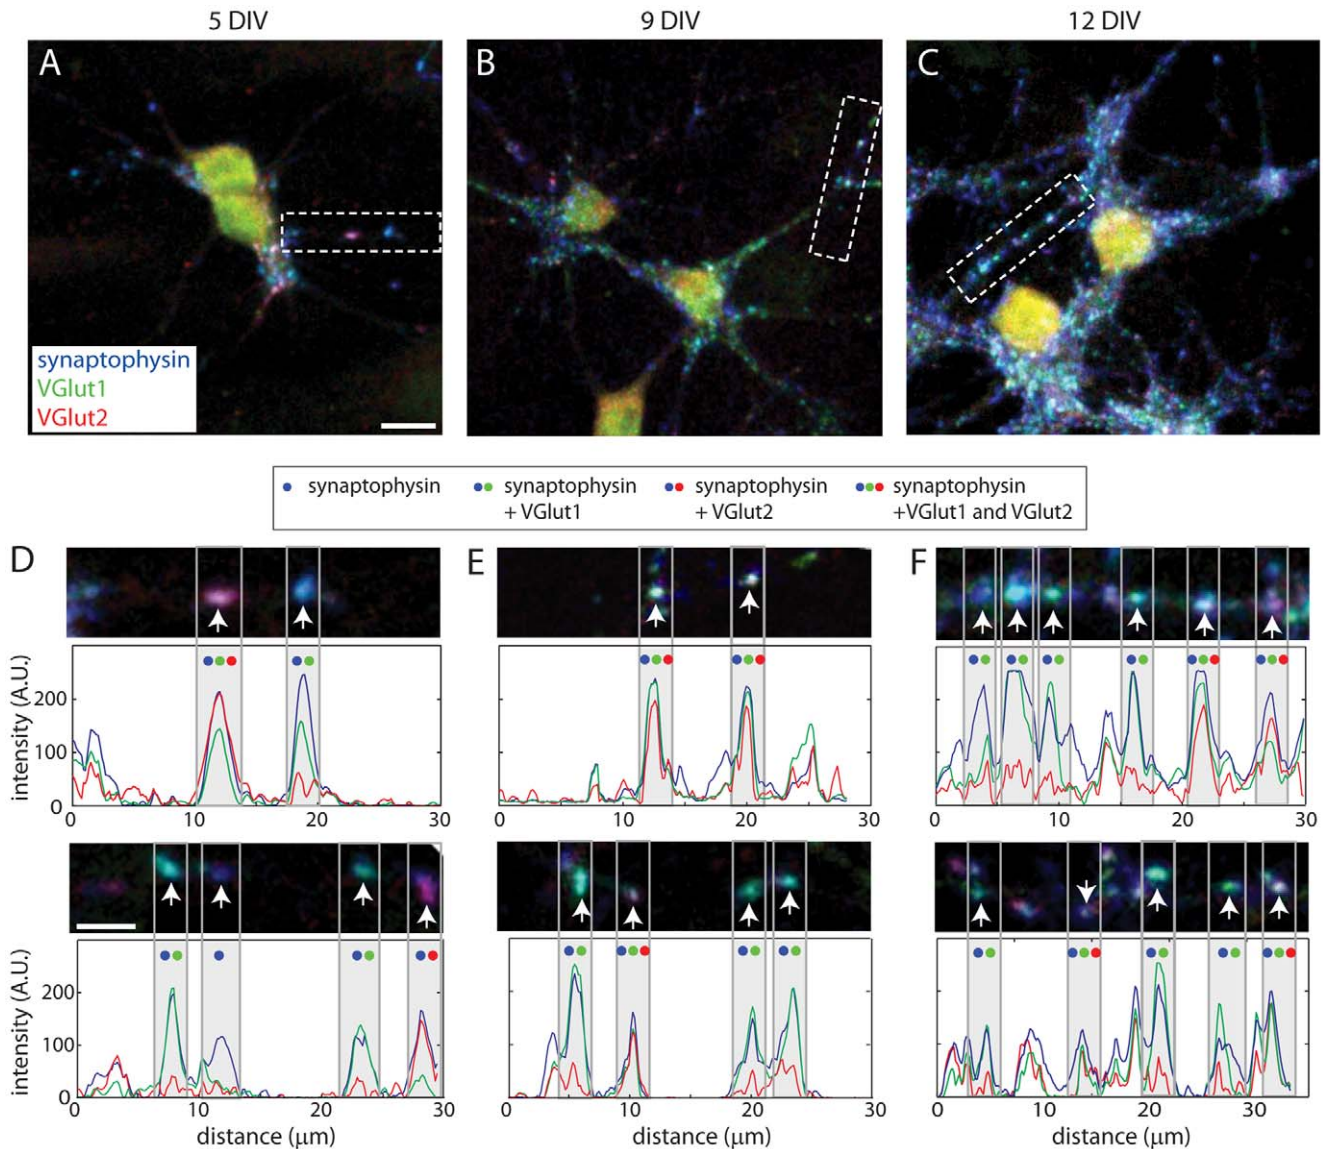 5 DIV
9 DIV
12 DIV
A
B
C
synaptophysin
VGlut1
VGlut2
synaptophysin
synaptophysin
+ VGlut1
synaptophysin
+ VGlut2
synaptophysin
+VGlut1 and VGlut2
D
E
F
intensity (A.U.)
200
100
0
0
10
20
30
0
10
20
30
0
10
20
30
intensity (A.U.)
200
100
0
0
10
20
30
0
10
20
30
0
10
20
30
distance (μm)
distance (μm)
distance (μm)